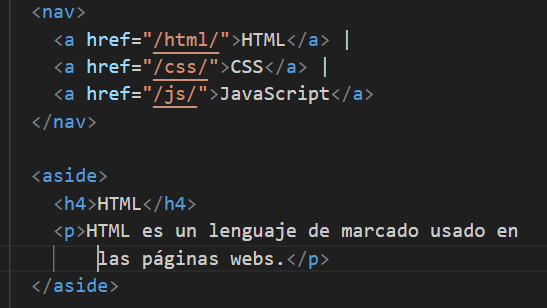 <nav>
<a href="/html/">HTML</a> |
<a href="/css/">CSS</a> |
<a href="/js/">JavaScript</a>
</nav>
<aside>
<h4>HTML</h4>
<p>HTML es un lenguaje de marcado usado en
las páginas webs.</p>
</aside>